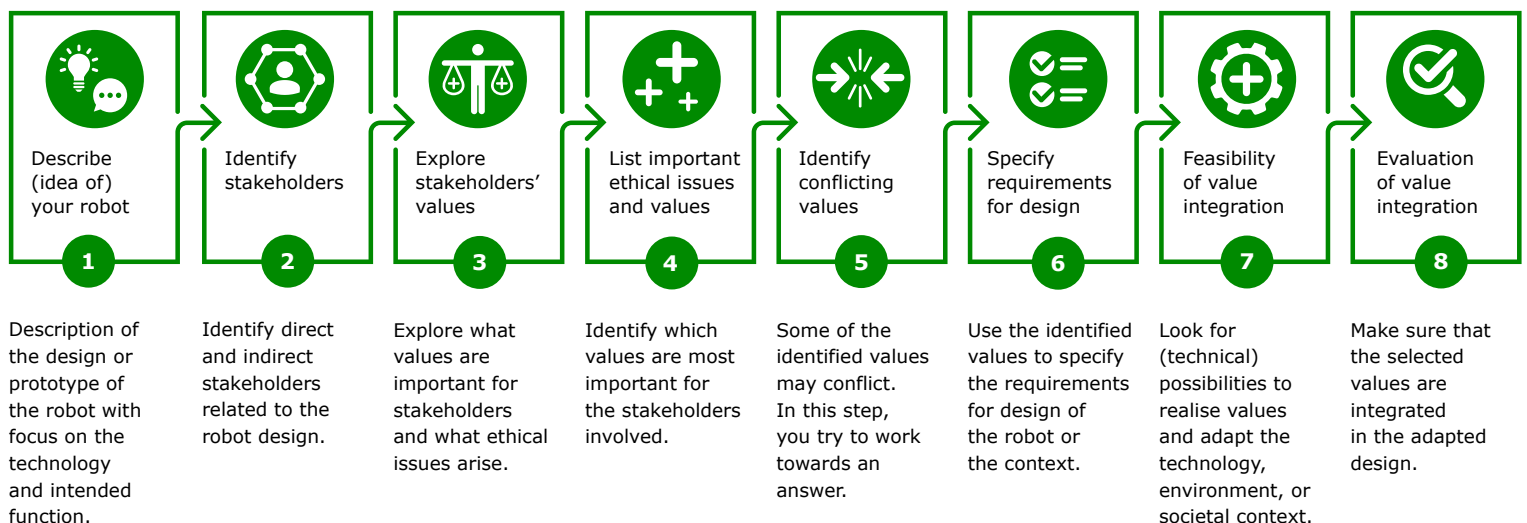 Describe
(idea of)
your robot
1
Identify
stakeholders
2
Explore
stakeholders’
values
3
List important
ethical issues
and values
4
Identify
conflicting
values
5
Specify
requirements
for design
6
Feasibility
of value
integration
7
Evaluation
of value
integration
8
Description of
the design or
prototype of
the robot with
focus on the
technology
and intended
function.
Identify direct
and indirect
stakeholders
related to the
robot design.
Explore what
values are
important for
stakeholders
and what ethical
issues arise.
Identify which
values are most
important for
the stakeholders
involved.
Some of the
identified values
may conflict.
In this step,
you try to work
towards an
answer.
Use the identified
values to specify
the requirements
for design of
the robot or
the context.
Look for
(technical)
possibilities to
realise values
and adapt the
technology,
environment, or
societal context.
Make sure that
the selected
values are
integrated
in the adapted
design.